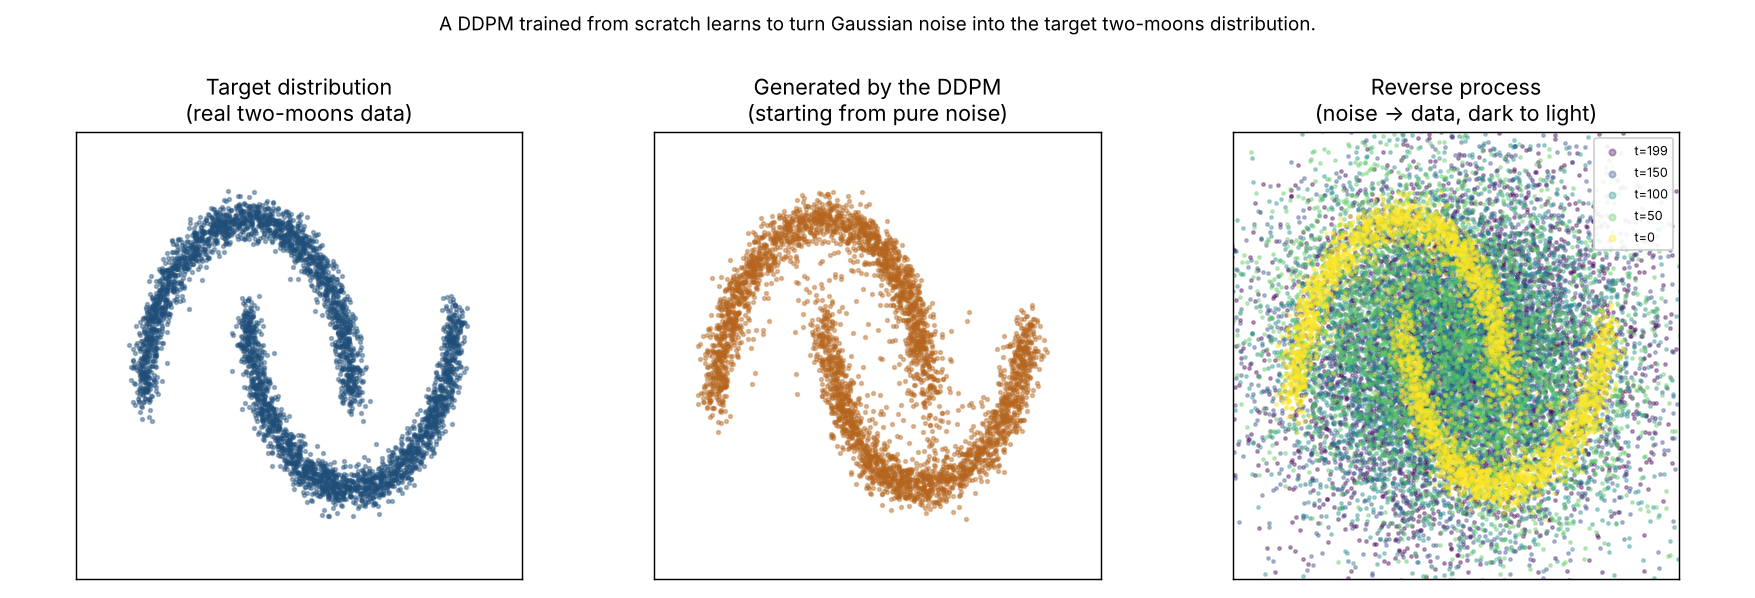 A DDPM trained from scratch learns to turn Gaussian noise into the target two-moons distribution.
Target distribution
(real two-moons data)
Generated by the DDPM
(starting from pure noise)
Reverse process
(noise → data, dark to light)
t=199
t=150
t=100
t=50
t=0